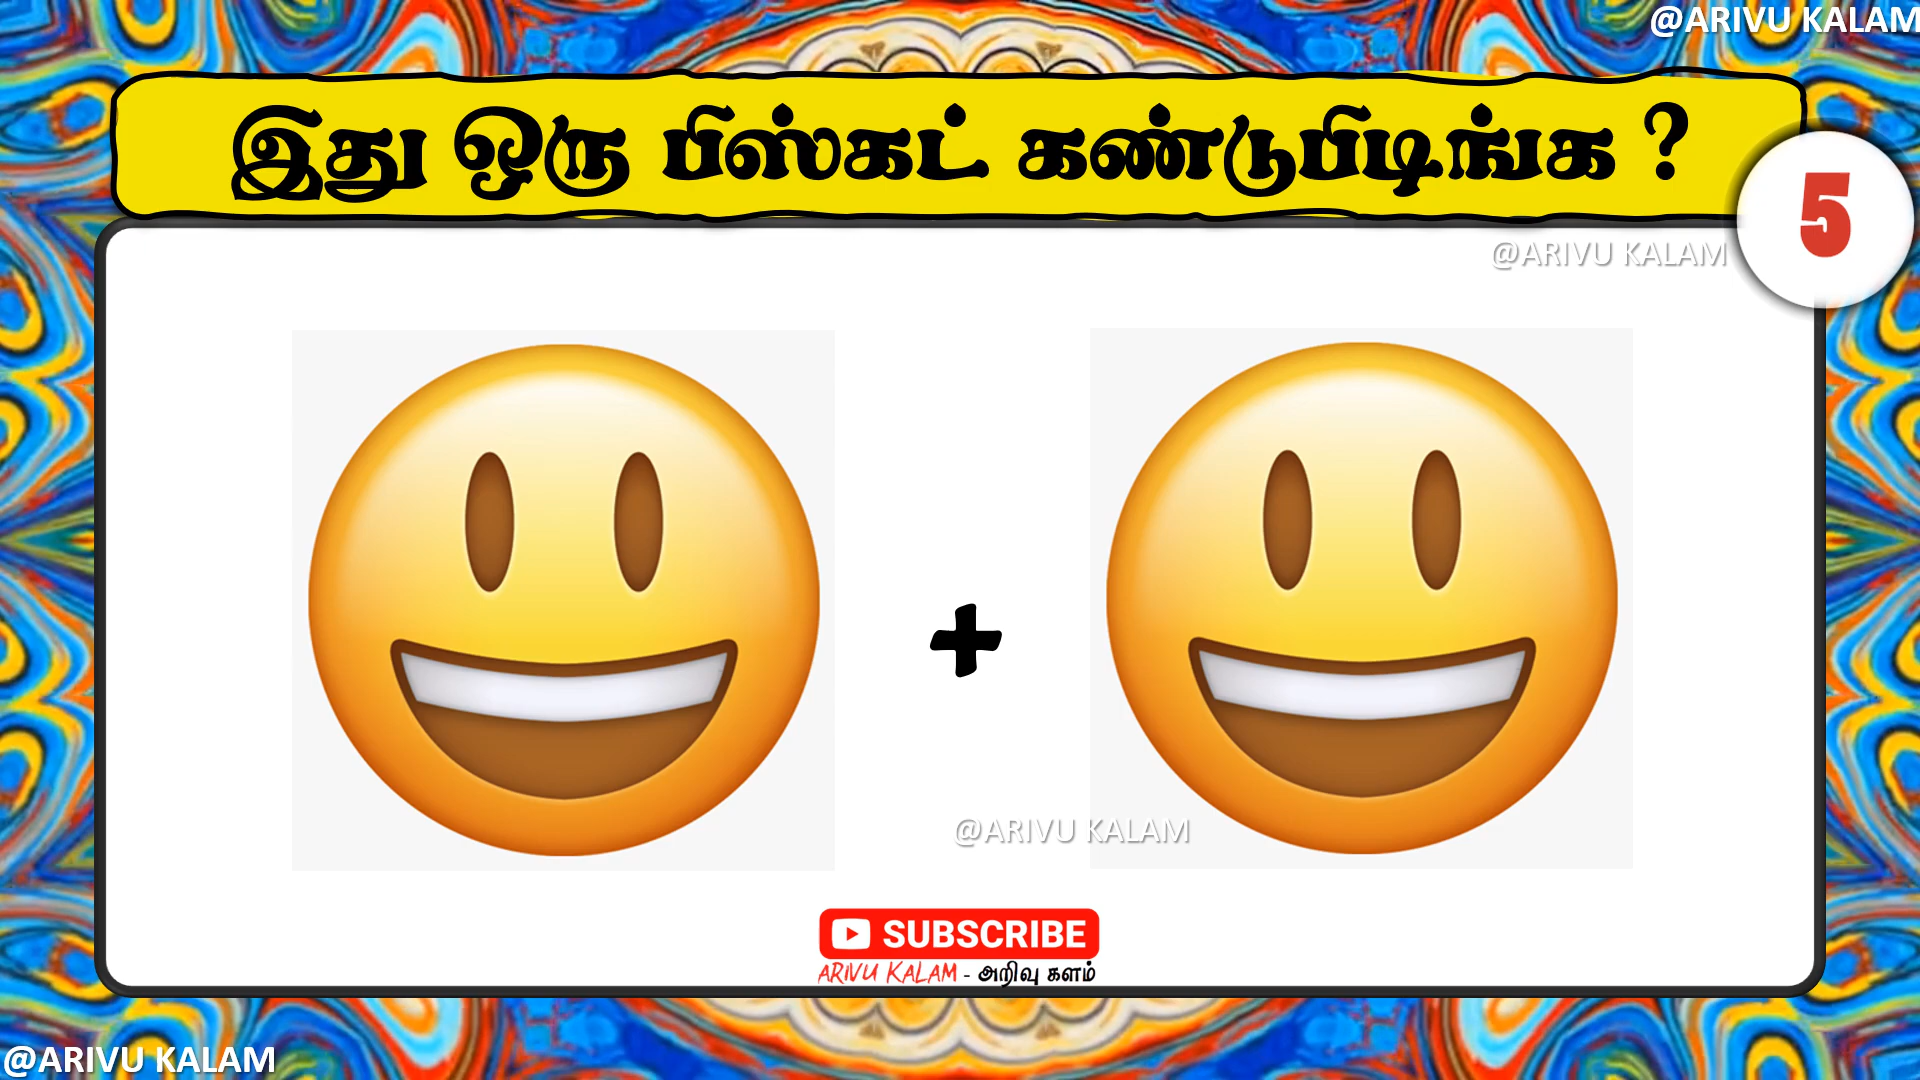 @ARIVU KALAM
இது ஒரு பிஸ்கட் கண்டுபிடிங்க ?
5
@ARIVU KALAM
+
@ARIVU KALAM
SUBSCRIBE
ARIVU KALAM - அறிவு களம்
@ARIVU KALAM